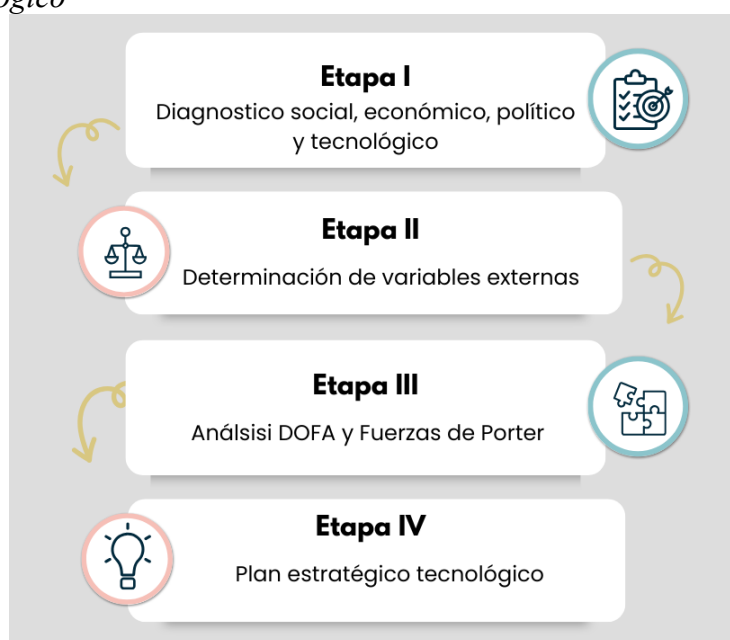 ógico
Etapa I
Diagnostico social, económico, político
y tecnológico
Etapa II
Determinación de variables externas
Etapa III
Análsisi DOFA y Fuerzas de Porter
Etapa IV
Plan estratégico tecnológico